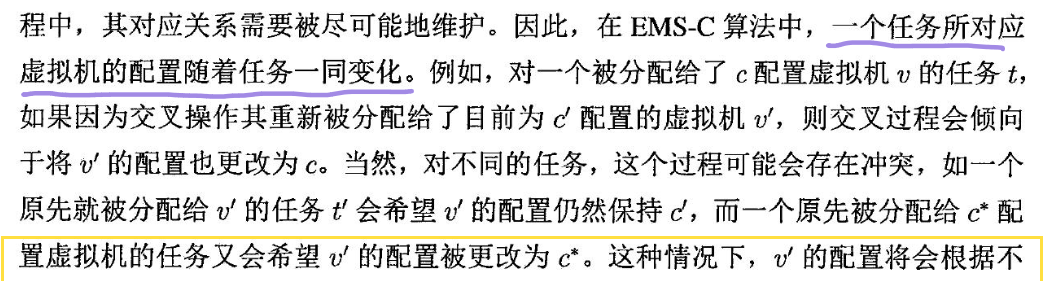 程中，其对应关系需要被尽可能地维护。因此，在 EMS-C 算法中，一个任务所对应
虚拟机的配置随着任务一同变化。例如，对一个被分配给了 c 配置虚拟机 v 的任务 t，
如果因为交叉操作其重新被分配给了目前为 c′ 配置的虚拟机 v′，则交叉过程会倾向
于将 v′ 的配置也更改为 c。当然，对不同的任务，这个过程可能会存在冲突，如一个
原先就被分配给 v′ 的任务 t′ 会希望 v′ 的配置仍然保持 c′，而一个原先被分配给 c* 配
置虚拟机的任务又会希望 v′ 的配置被更改为 c*。这种情况下，v′ 的配置将会根据不